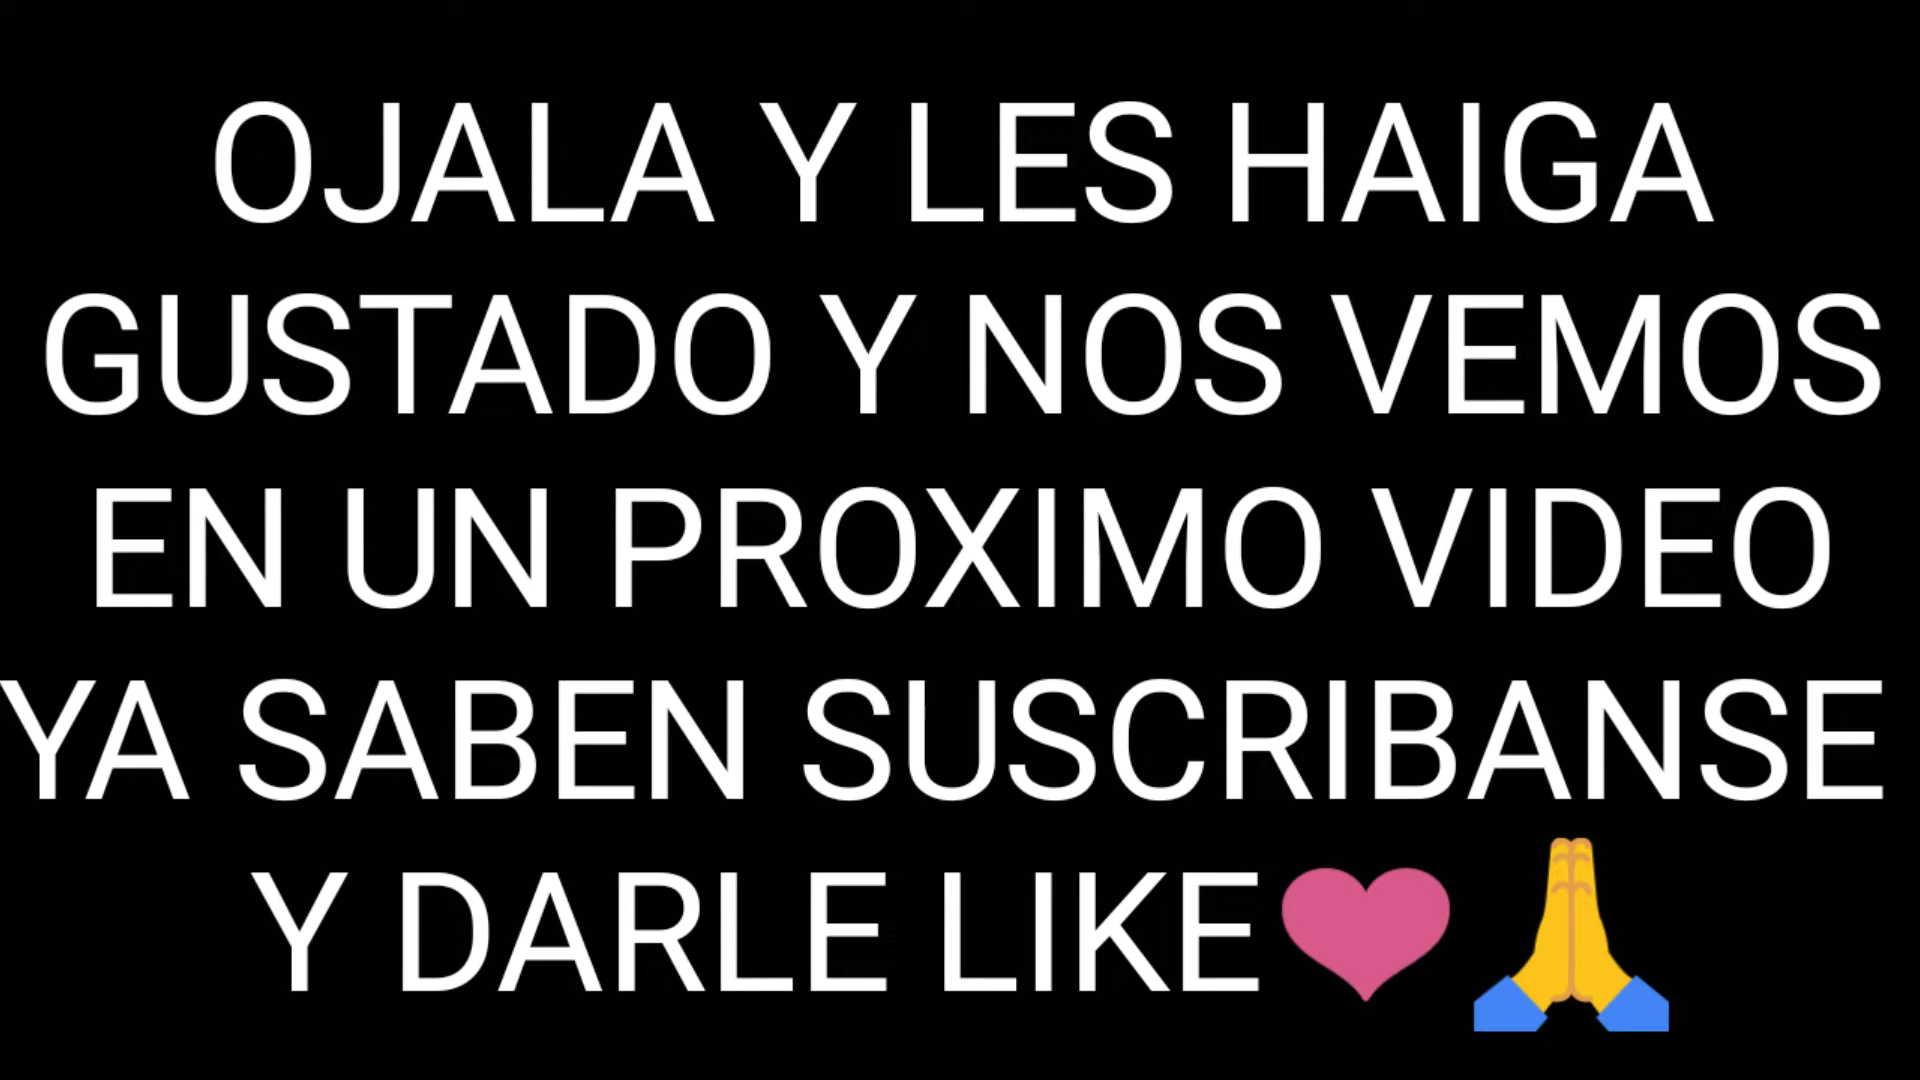 OJALA Y LES HAIGA
GUSTADO Y NOS VEMOS
EN UN PROXIMO VIDEO
YA SABEN SUSCRIBANSE
Y DARLE LIKE❤🙏